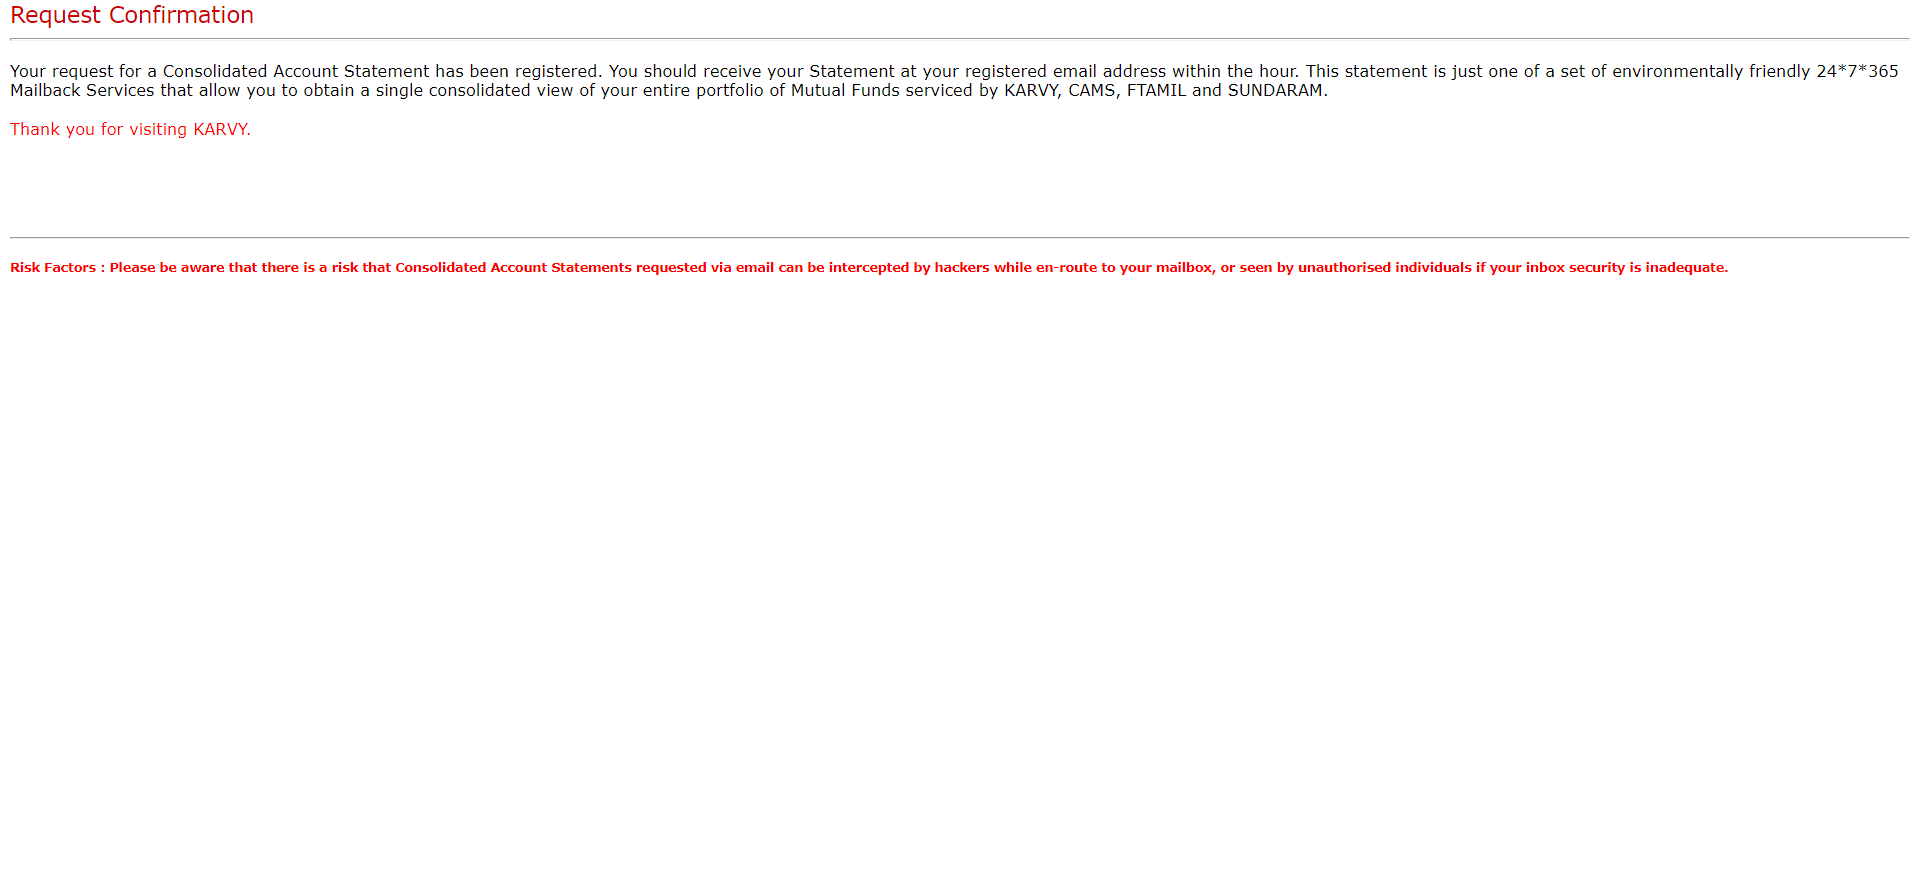 Request Confirmation
Your request for a Consolidated Account Statement has been registered. You should receive your Statement at your registered email address within the hour. This statement is just one of a set of environmentally friendly 24*7*365
Mailback Services that allow you to obtain a single consolidated view of your entire portfolio of Mutual Funds serviced by KARVY, CAMS, FTAMIL and SUNDARAM.
Thank you for visiting KARVY.
Risk Factors : Please be aware that there is a risk that Consolidated Account Statements requested via email can be intercepted by hackers while en-route to your mailbox, or seen by unauthorised individuals if your inbox security is inadequate.